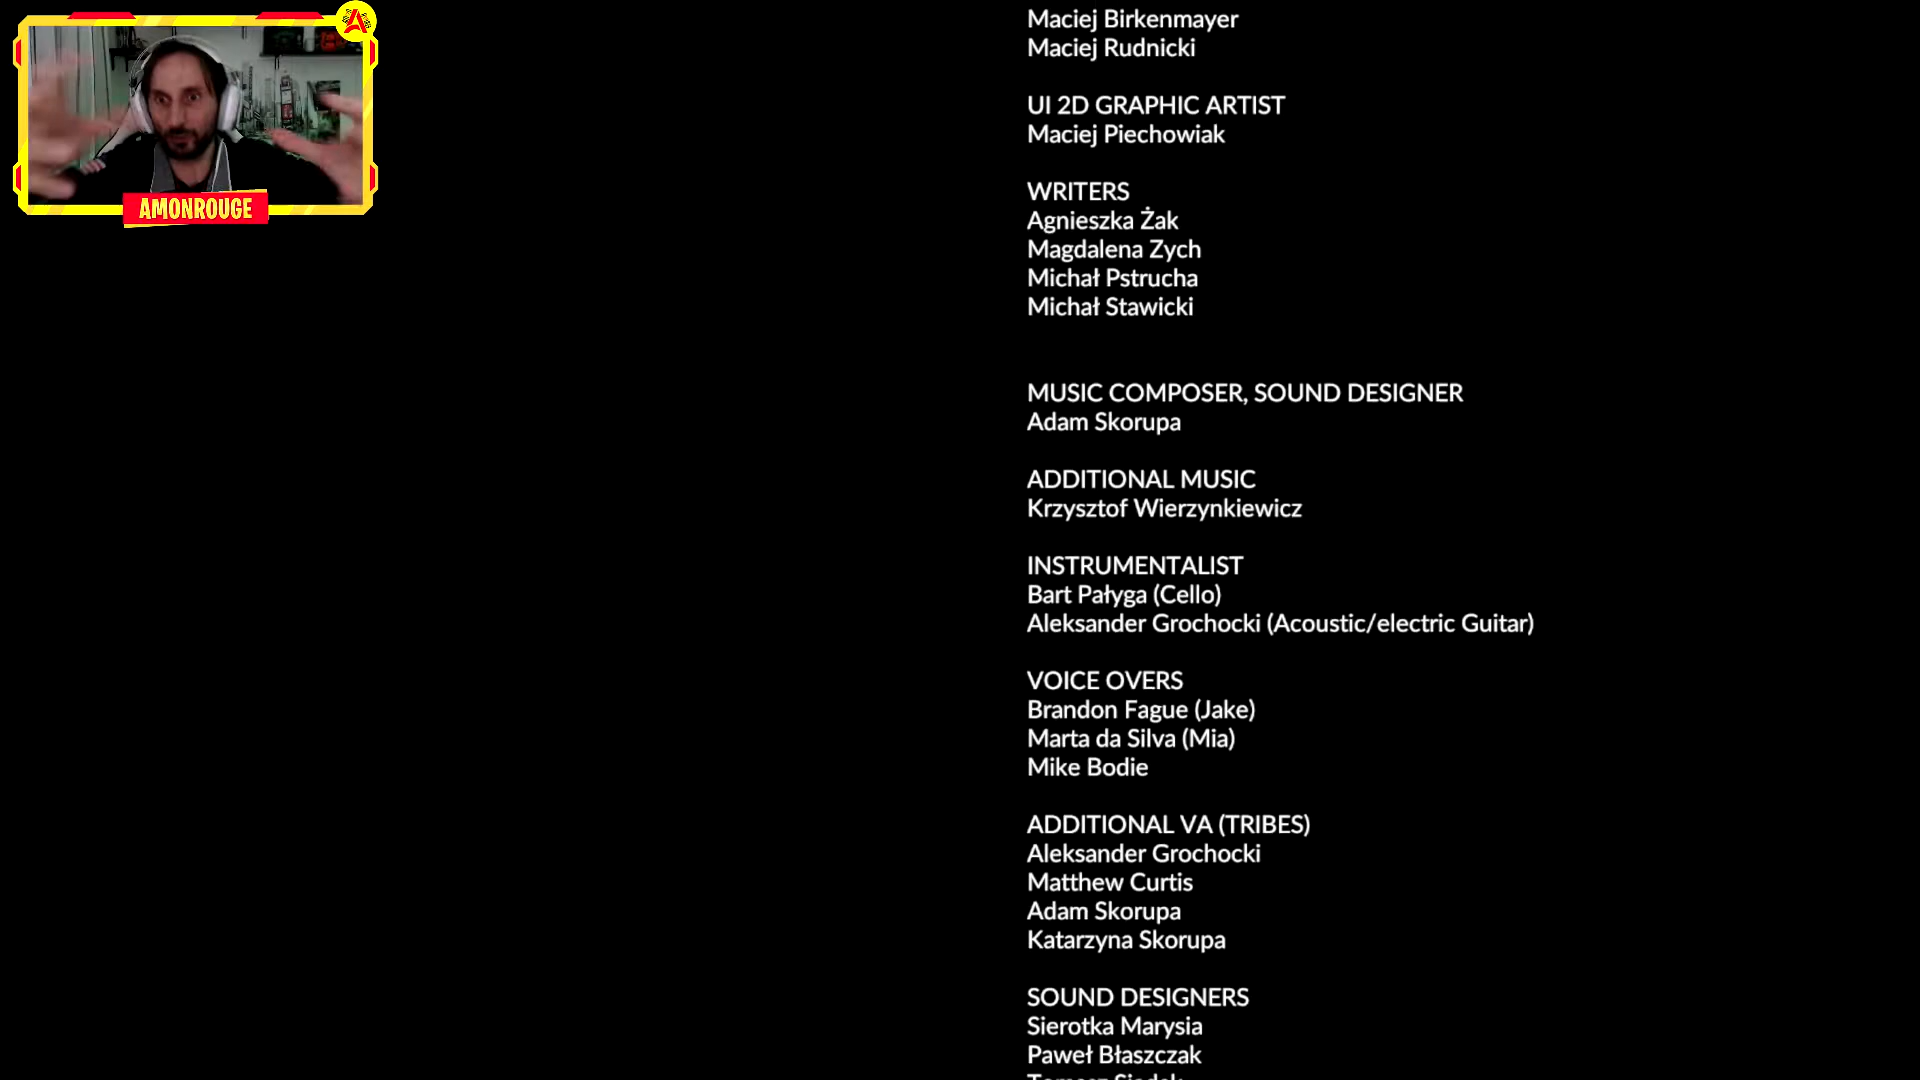 AMONROUGE
Maciej Birkenmayer
Maciej Rudnicki
UI 2D GRAPHIC ARTIST
Maciej Piechowiak
WRITERS
Agnieszka Żak
Magdalena Zych
Michał Pstrucha
Michał Stawicki
MUSIC COMPOSER, SOUND DESIGNER
Adam Skorupa
ADDITIONAL MUSIC
Krzysztof Wierzynkiewicz
INSTRUMENTALIST
Bart Pałyga (Cello)
Aleksander Grochocki (Acoustic/electric Guitar)
VOICE OVERS
Brandon Fague (Jake)
Marta da Silva (Mia)
Mike Bodie
ADDITIONAL VA (TRIBES)
Aleksander Grochocki
Matthew Curtis
Adam Skorupa
Katarzyna Skorupa
SOUND DESIGNERS
Sierotka Marysia
Paweł Błaszczak